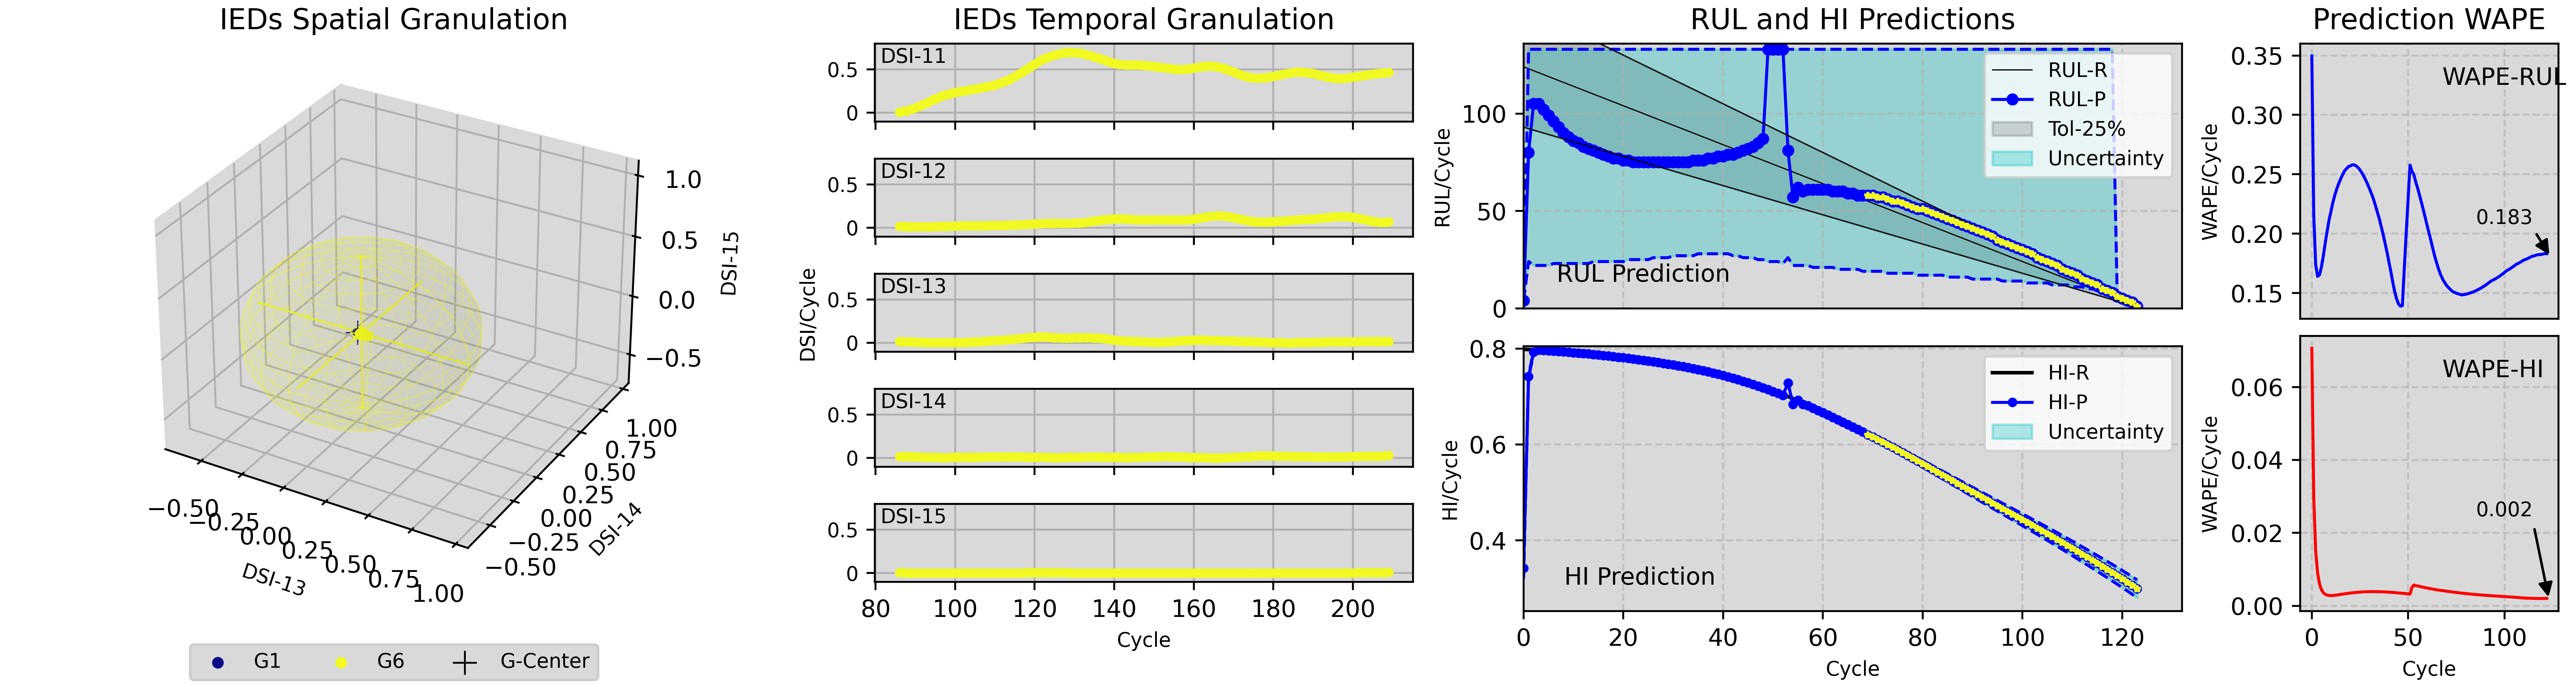 IEDs Spatial Granulation
1.0
0.5
0.0
−0.5
DSI-15
1.00
0.75
0.50
0.25
0.00
−0.25
−0.50
DSI-14
−0.50
−0.25
0.00
0.25
0.50
0.75
1.00
DSI-13
G1
G6
G-Center
IEDs Temporal Granulation
DSI-11
0.5
0
DSI-12
0.5
0
DSI-13
0.5
0
DSI-14
0.5
0
DSI-15
0.5
0
DSI/Cycle
80 100 120 140 160 180 200
Cycle
RUL and HI Predictions
RUL/Cycle
100
50
0
RUL-R
RUL-P
Tol-25%
Uncertainty
RUL Prediction
HI/Cycle
0.8
0.6
0.4
HI-R
HI-P
Uncertainty
HI Prediction
0 20 40 60 80 100 120
Cycle
Prediction WAPE
WAPE/Cycle
0.35
0.30
0.25
0.20
0.15
WAPE-RUL
0.183
WAPE/Cycle
0.06
0.04
0.02
0.00
WAPE-HI
0.002
0 50 100
Cycle